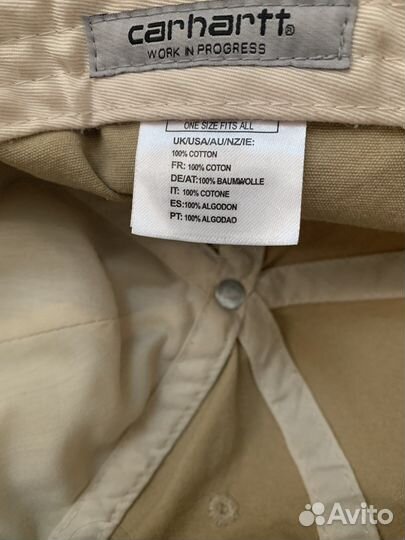 carhartt®
WORK IN PROGRESS
ONE SIZE FITS ALL
UK/USA/AU/NZ/IE:
100% COTTON
FR: 100% COTON
DE/AT:100% BAUMWOLLE
IT: 100% COTONE
ES: 100% ALGODON
PT: 100% ALGODAO
Avito